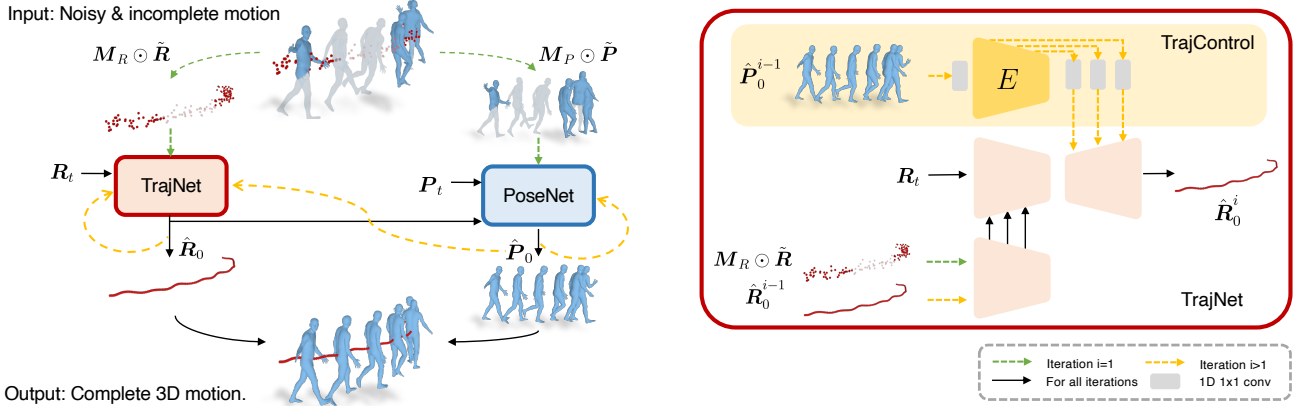 Input: Noisy & incomplete motion
M_R ⊙ R̃
M_P ⊙ P̃
R_t
TrajNet
P_t
PoseNet
R̂_0
P̂_0
Output: Complete 3D motion.
TrajControl
P̂_0^{i-1}
E
R_t
R̂_0^i
M_R ⊙ R̃
R̂_0^{i-1}
TrajNet
Iteration i=1
Iteration i>1
For all iterations
1D 1x1 conv